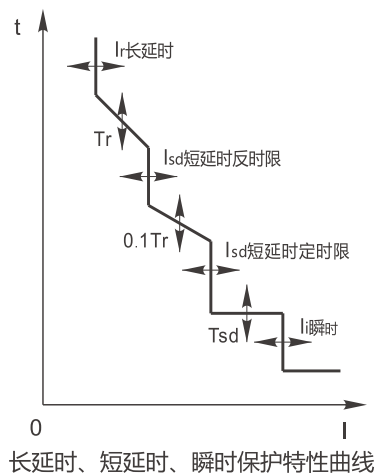 t
Ir长延时
Tr
Isd短延时反时限
0.1Tr
Isd短延时定时限
Tsd
Ii瞬时
0
I
长延时、短延时、瞬时保护特性曲线